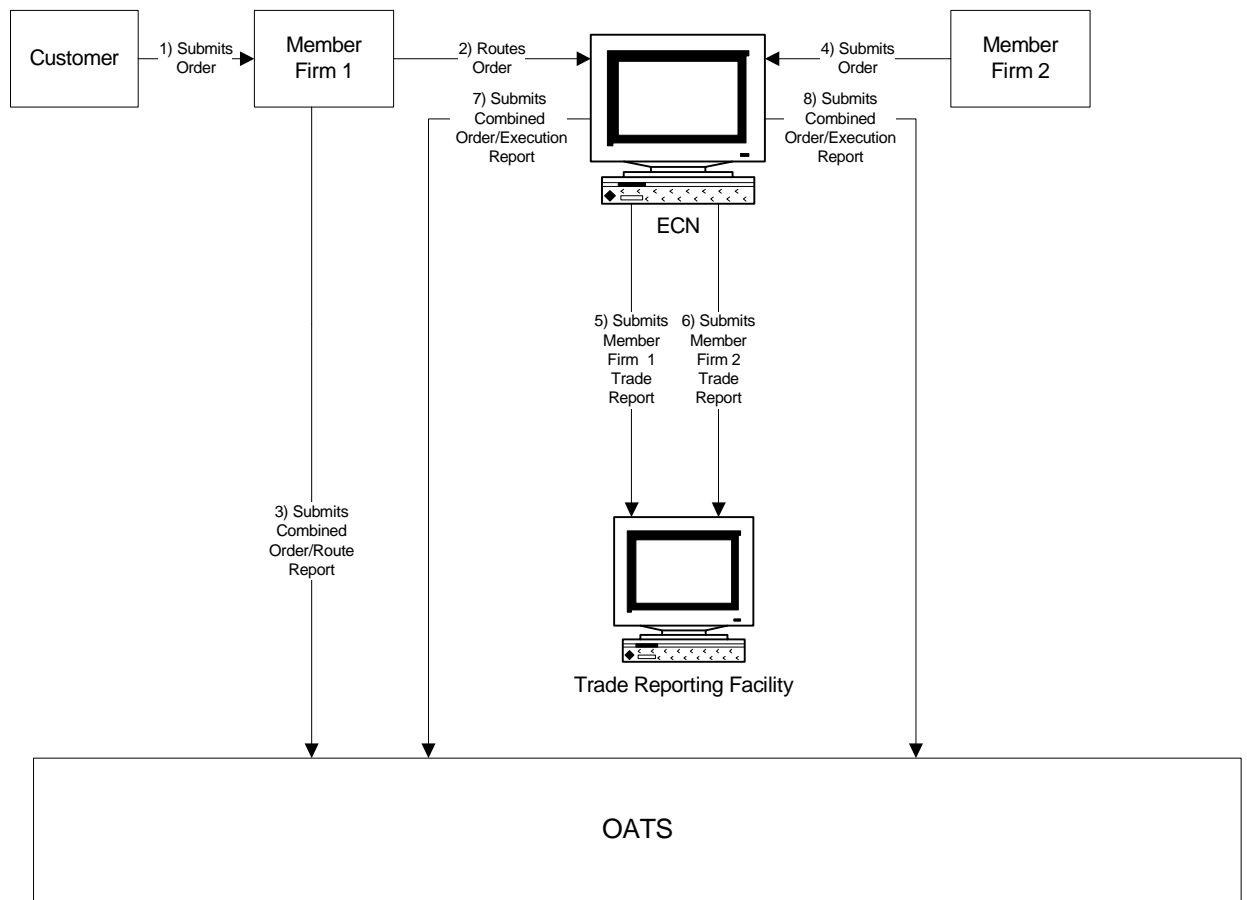 Customer
1) Submits
Order
Member
Firm 1
2) Routes
Order
4) Submits
Order
Member
Firm 2
7) Submits
Combined
Order/Execution
Report
8) Submits
Combined
Order/Execution
Report
ECN
5) Submits
Member
Firm 1
Trade
Report
6) Submits
Member
Firm 2
Trade
Report
3) Submits
Combined
Order/Route
Report
Trade Reporting Facility
OATS